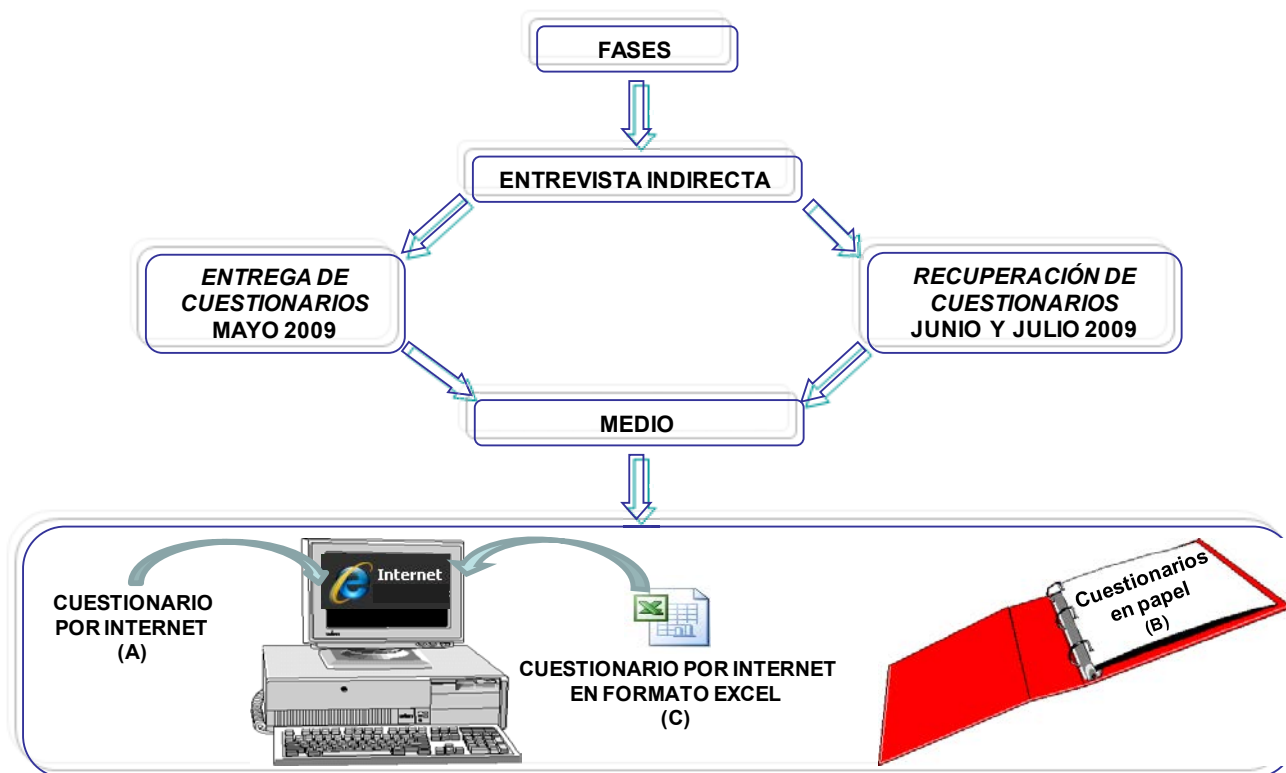 FASES
ENTREVISTA INDIRECTA
ENTREGA DE
CUESTIONARIOS
MAYO 2009
RECUPERACIÓN DE
CUESTIONARIOS
JUNIO Y JULIO 2009
MEDIO
CUESTIONARIO
POR INTERNET
(A)
Internet
CUESTIONARIO POR INTERNET
EN FORMATO EXCEL
(C)
Cuestionarios
en papel
(B)